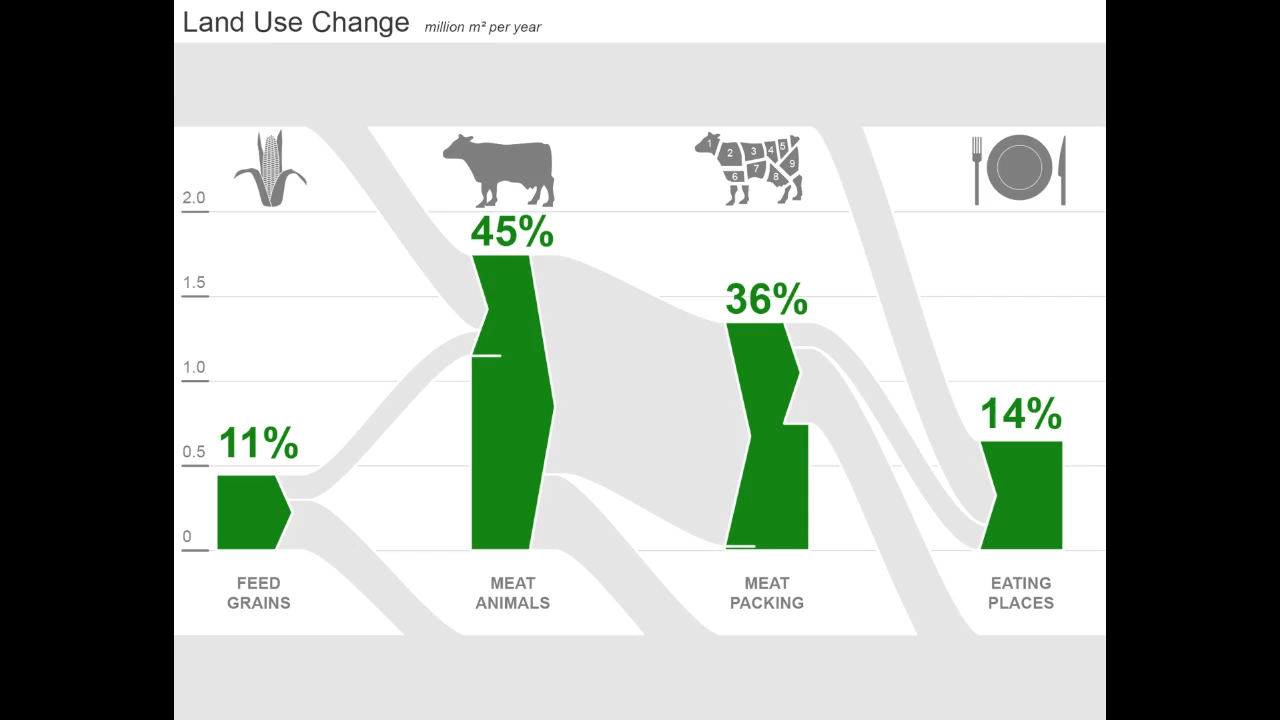 Land Use Change million m² per year
1 2 3 4 5 6 7 8 9
2.0
45%
1.5
36%
1.0
14%
11%
0.5
0
FEED
GRAINS
MEAT
ANIMALS
MEAT
PACKING
EATING
PLACES